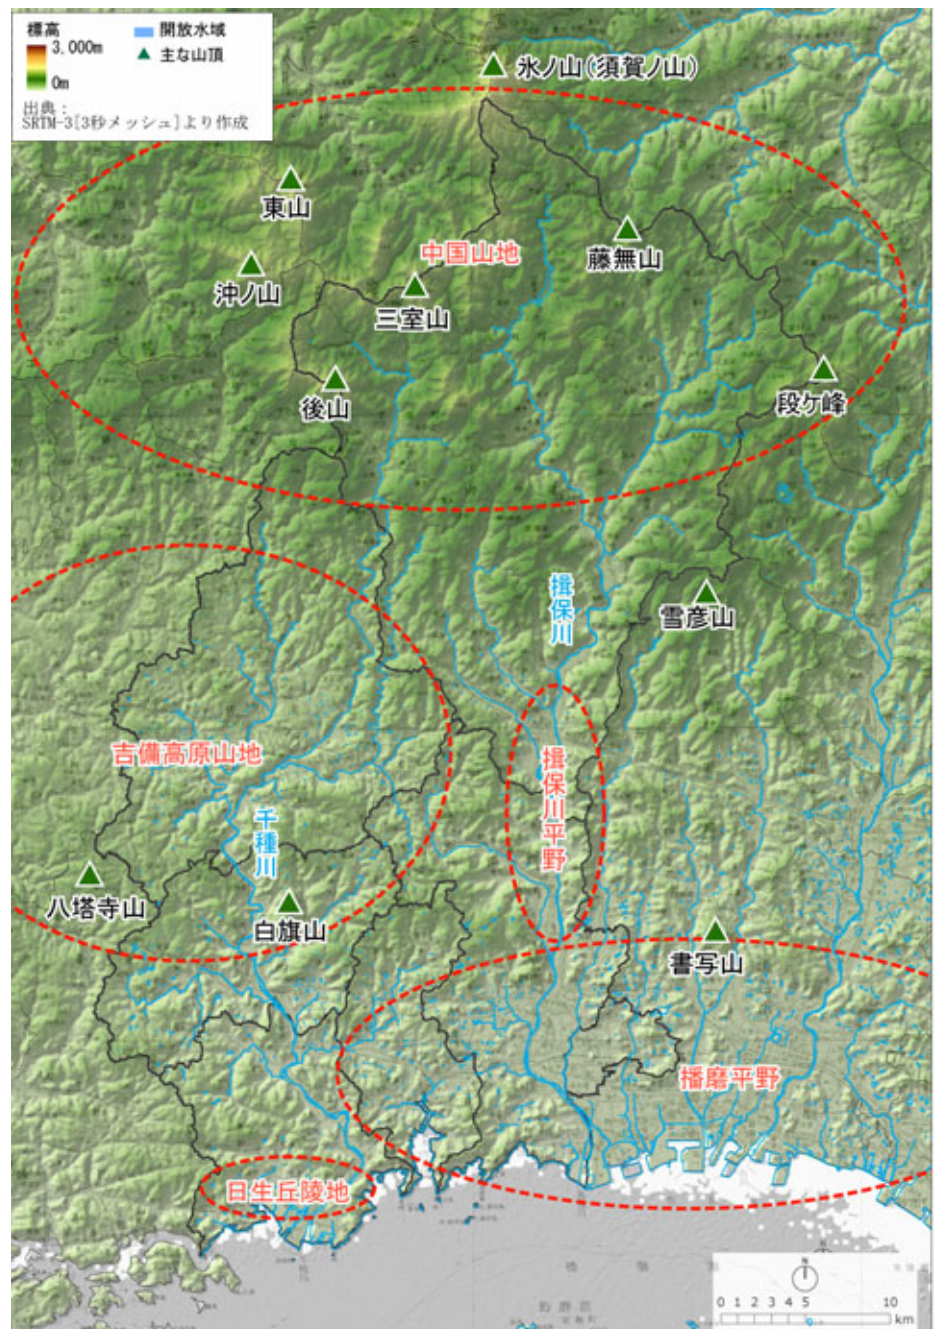 標高
3,000m
0m
開放水域
主な山頂
出典：
SRTM-3[3秒メッシュ]より作成
氷ノ山(須賀ノ山)
東山
中国山地
藤無山
沖ノ山
三室山
後山
段ケ峰
揖保川
雪彦山
吉備高原山地
揖保川平野
千種川
八塔寺山
白旗山
書写山
播磨平野
日生丘陵地
N
0 1 2 3 4 5 10
km